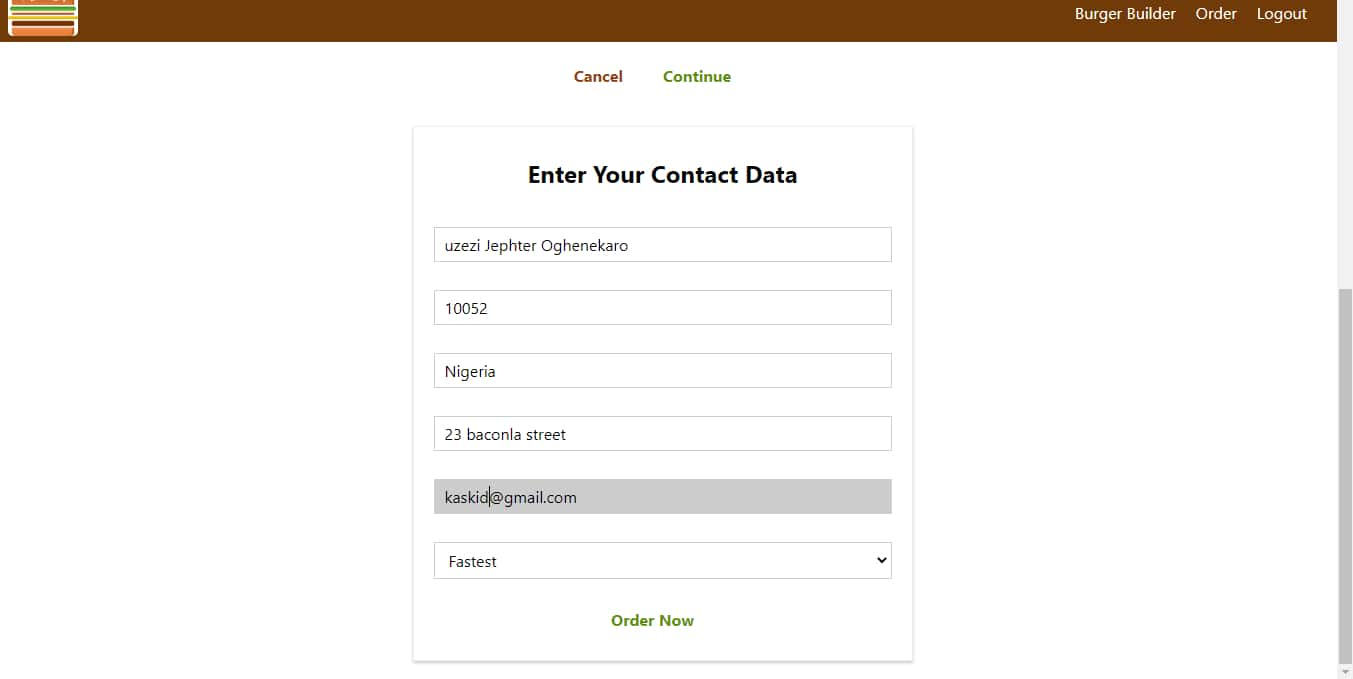 Burger Builder Order Logout
Cancel Continue
Enter Your Contact Data
uzezi Jephter Oghenekaro
10052
Nigeria
23 baconla street
kaskid@gmail.com
Fastest
Order Now